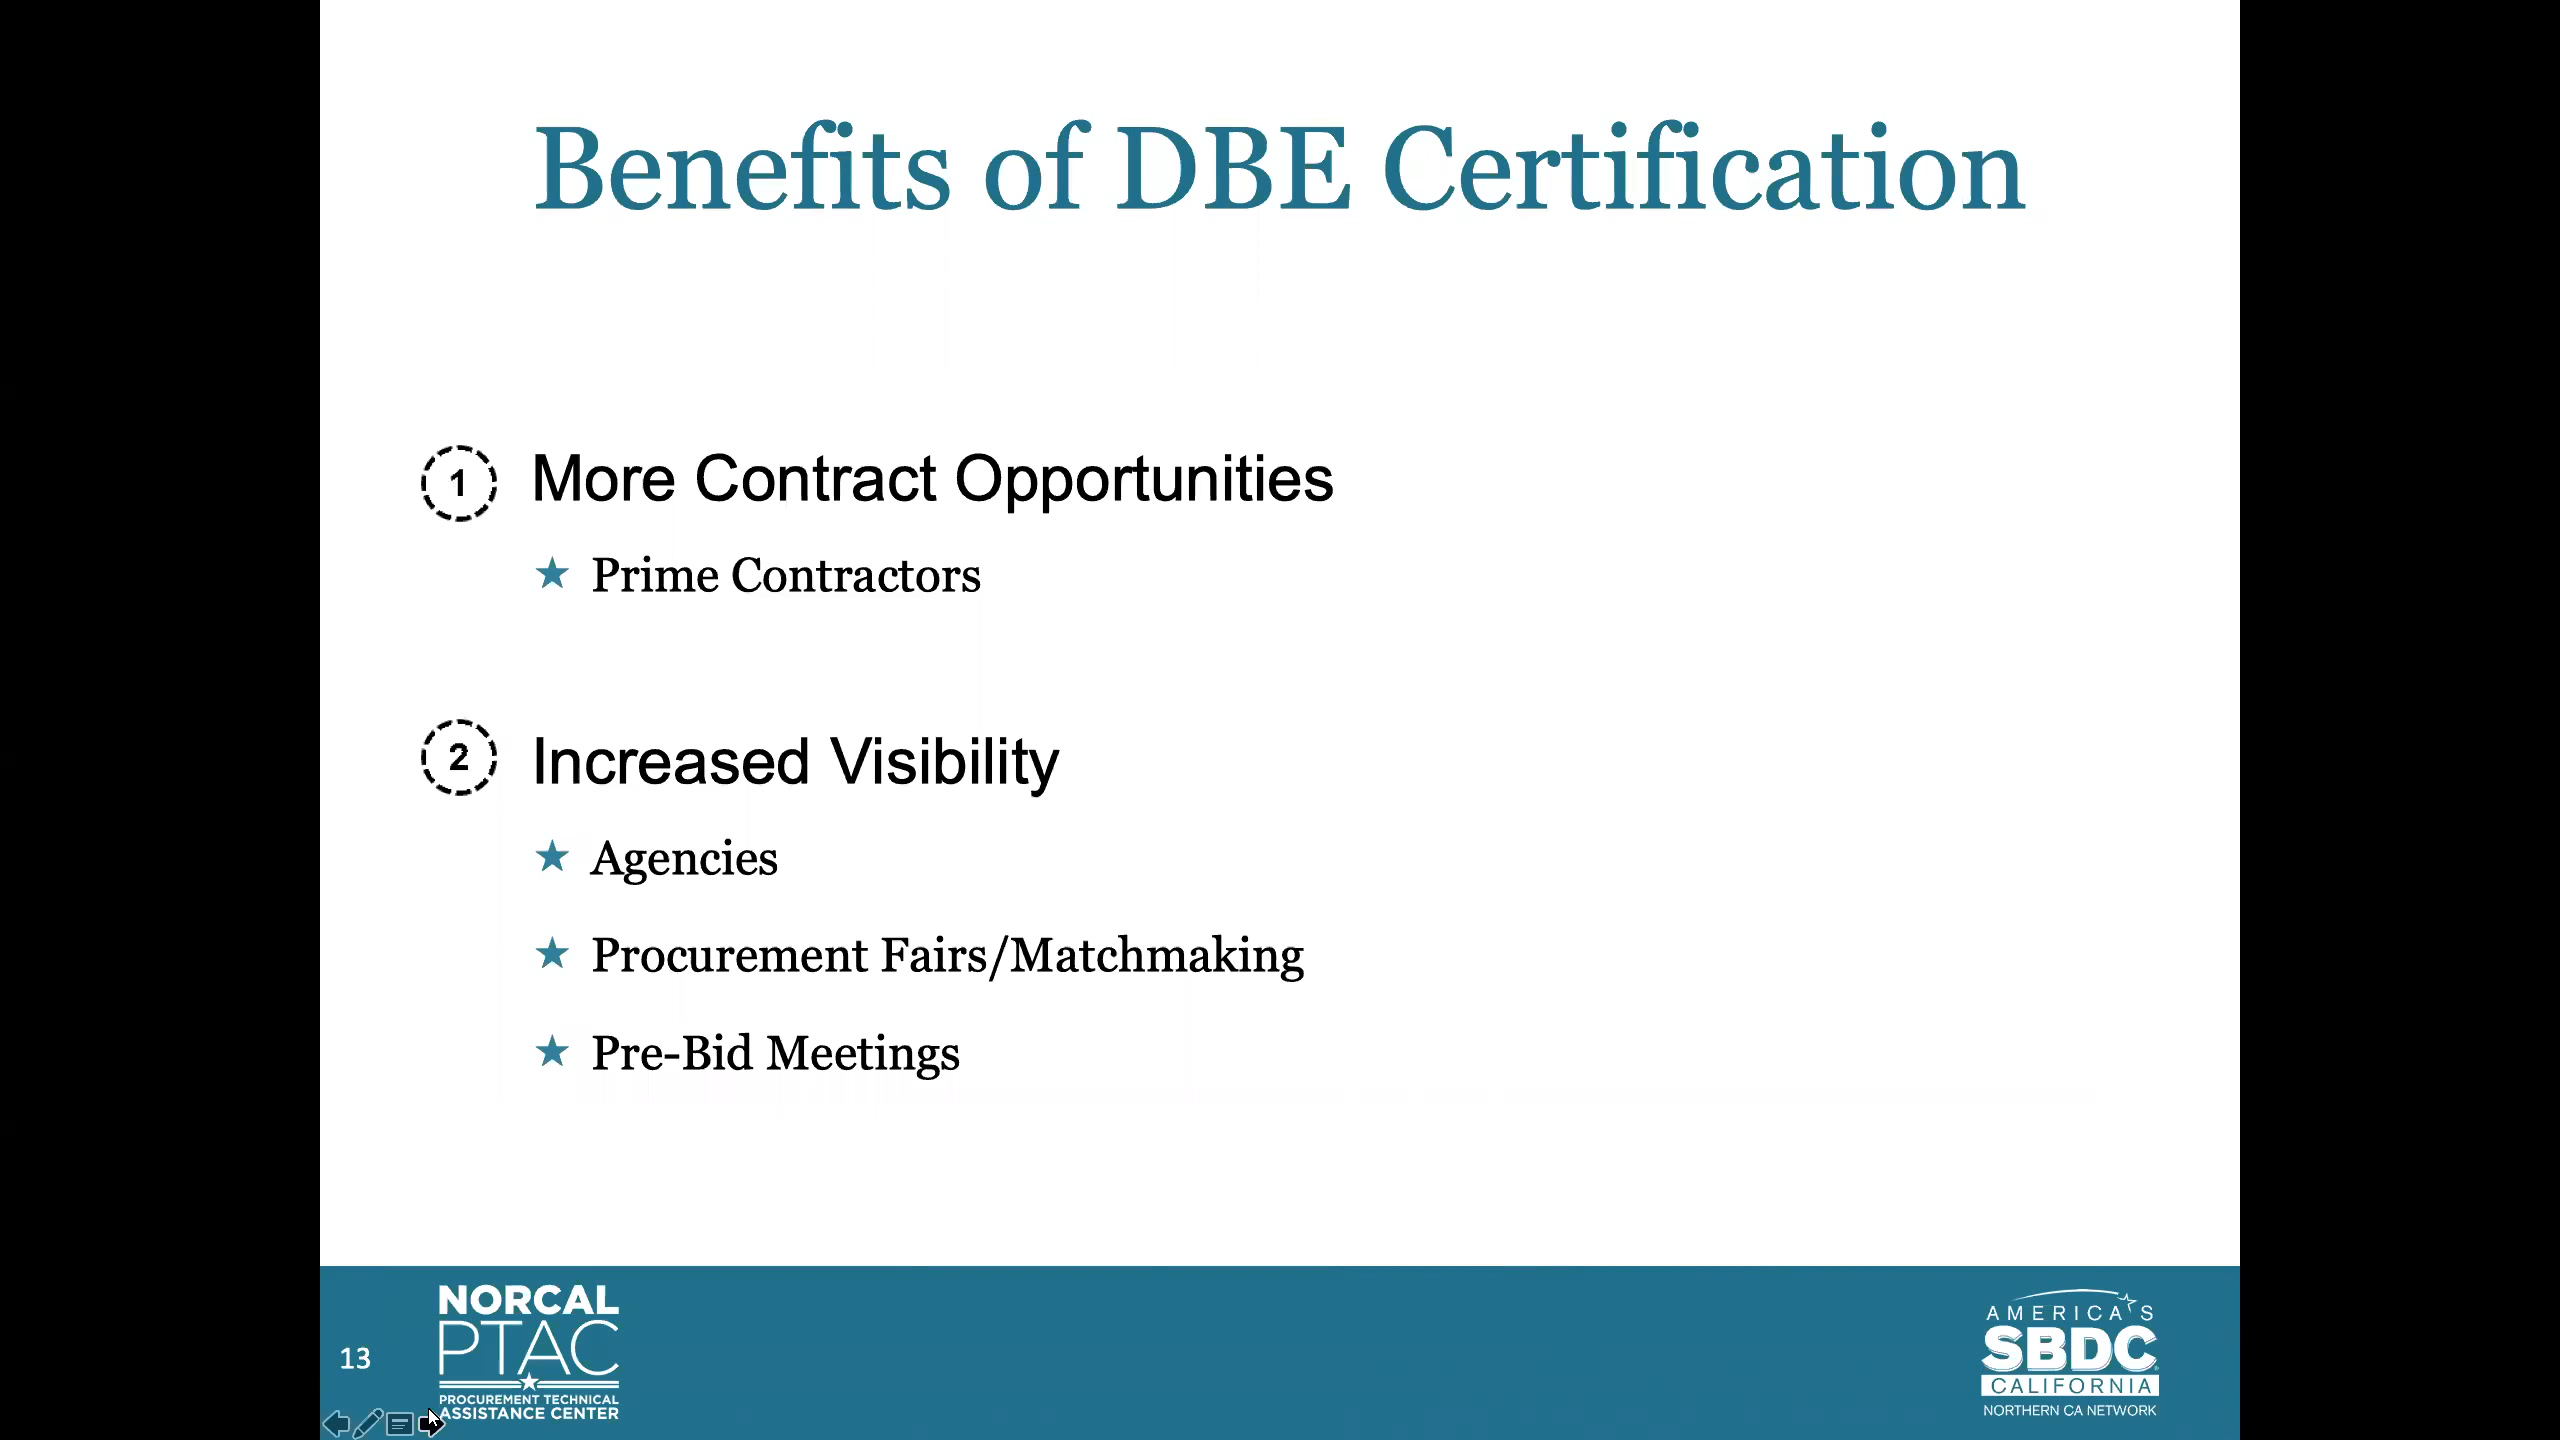 Benefits of DBE Certification
1 More Contract Opportunities
★ Prime Contractors
2 Increased Visibility
★ Agencies
★ Procurement Fairs/Matchmaking
★ Pre-Bid Meetings
13
NORCAL
PTAC
PROCUREMENT TECHNICAL
ASSISTANCE CENTER
AMERICA'S
SBDC
CALIFORNIA
NORTHERN CA NETWORK